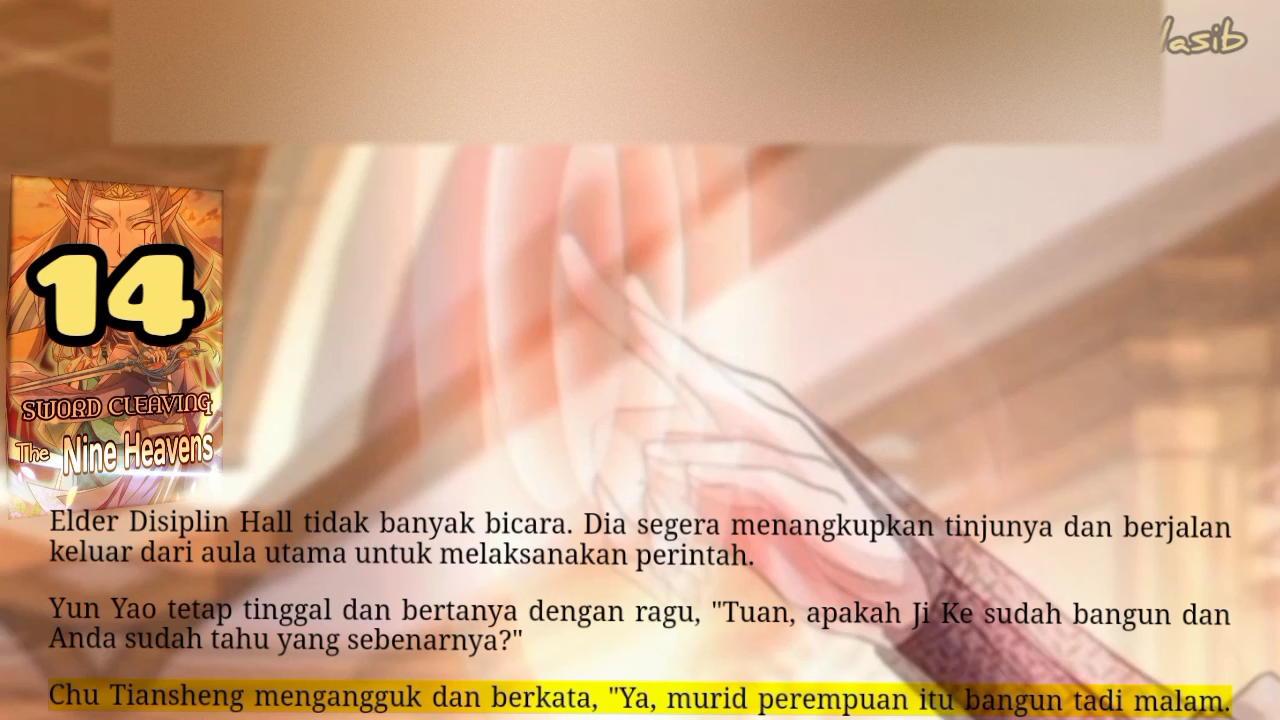 14
SWORD CLEAVING
The Nine Heavens
Elder Disiplin Hall tidak banyak bicara. Dia segera menangkupkan tinjunya dan berjalan
keluar dari aula utama untuk melaksanakan perintah.
Yun Yao tetap tinggal dan bertanya dengan ragu, "Tuan, apakah Ji Ke sudah bangun dan
Anda sudah tahu yang sebenarnya?"
Chu Tiansheng mengangguk dan berkata, "Ya, murid perempuan itu bangun tadi malam.